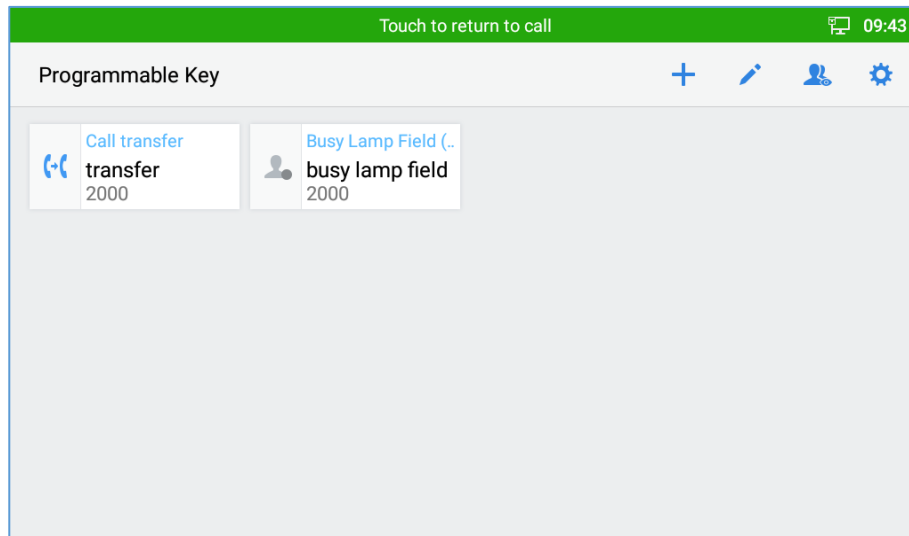 Touch to return to call
09:43
Programmable Key
Call transfer
transfer
2000
Busy Lamp Field (..
busy lamp field
2000